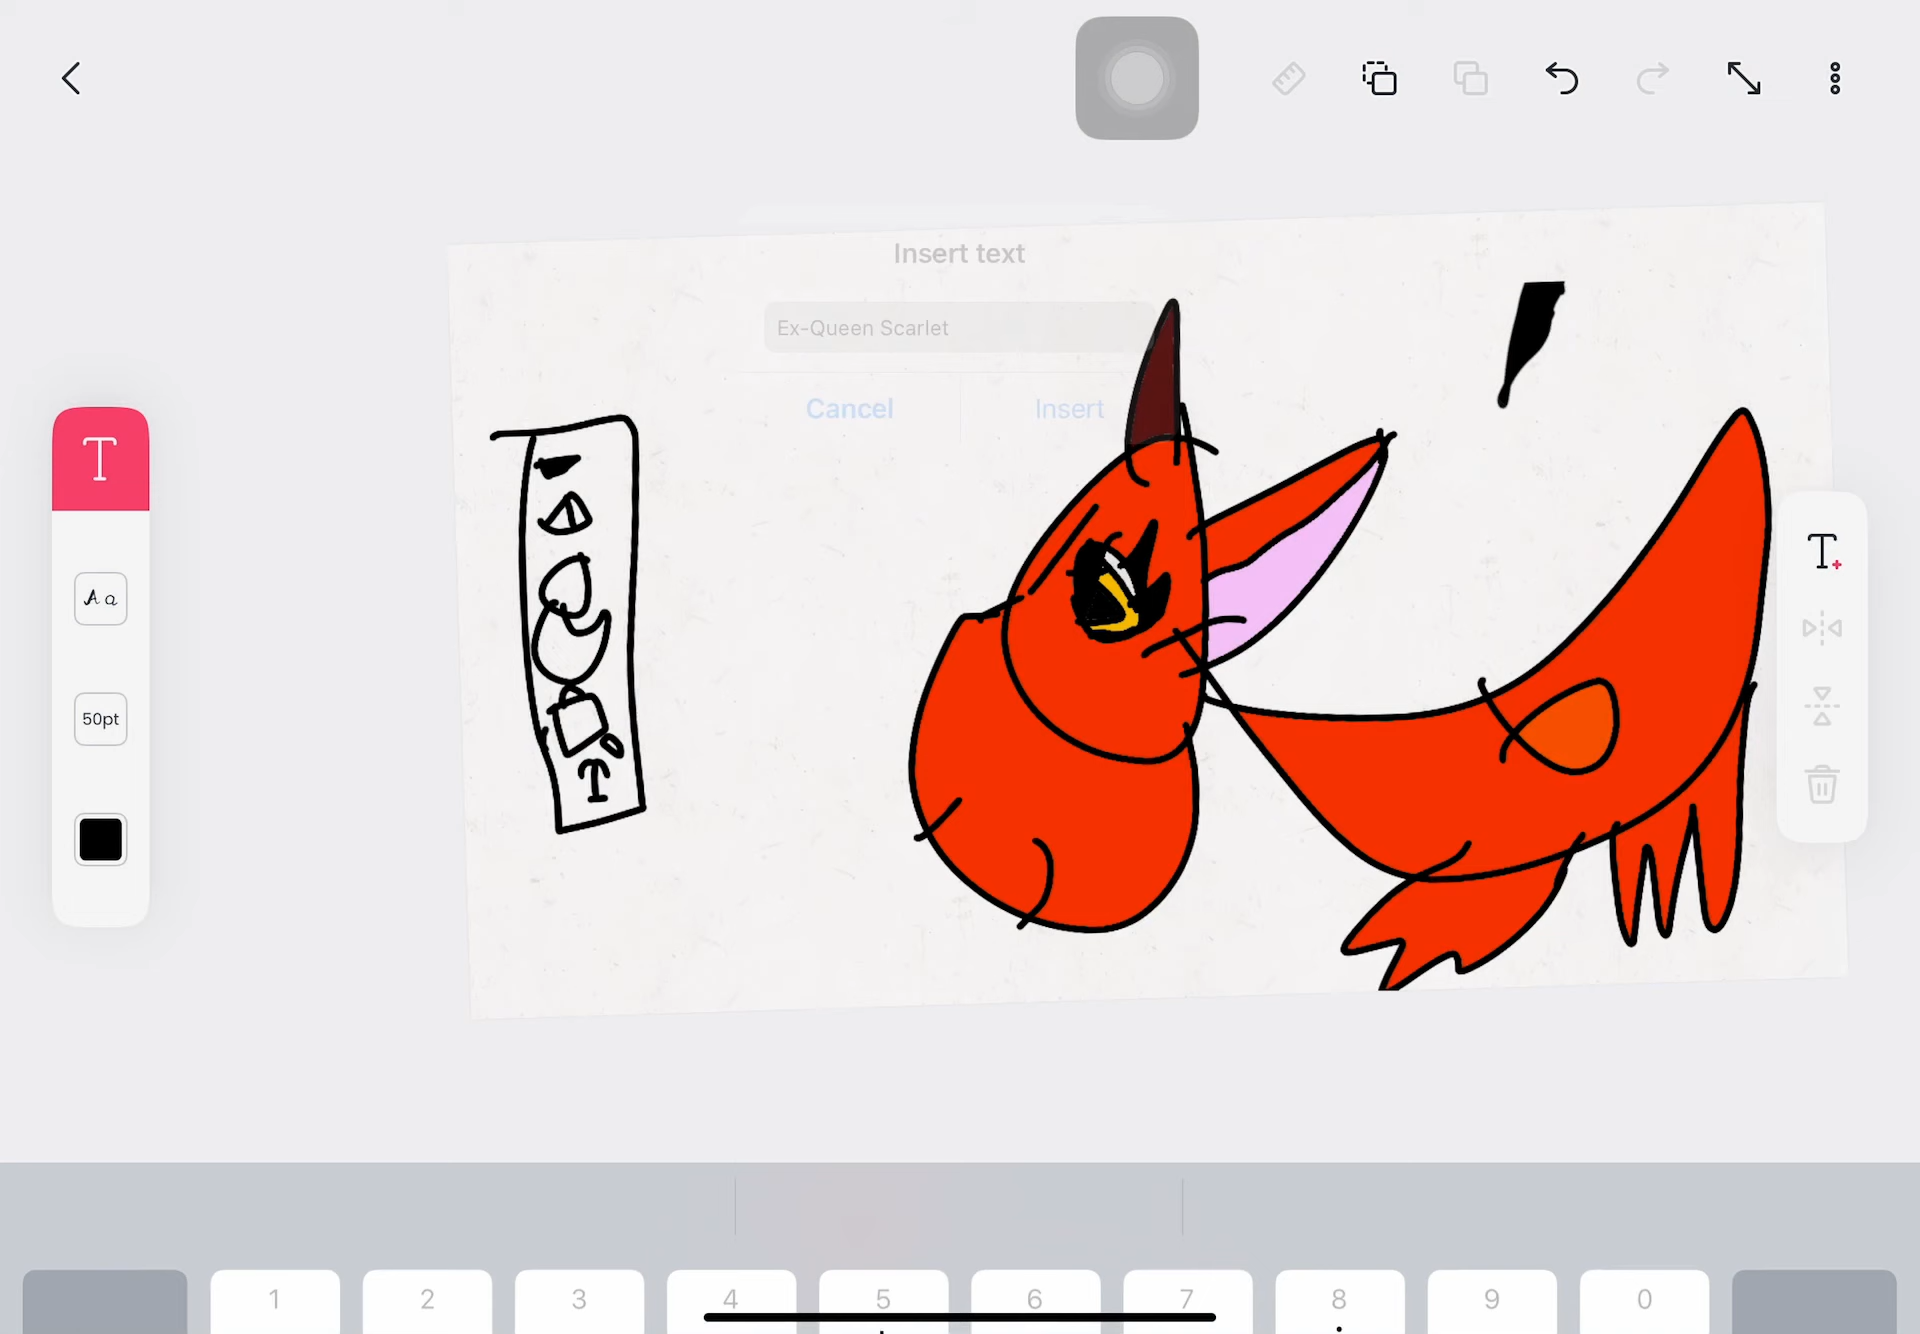 Insert text
Ex-Queen Scarlet
Cancel
Insert
T
Aa
50pt
T
T
1 2 3 4 5 6 7 8 9 0